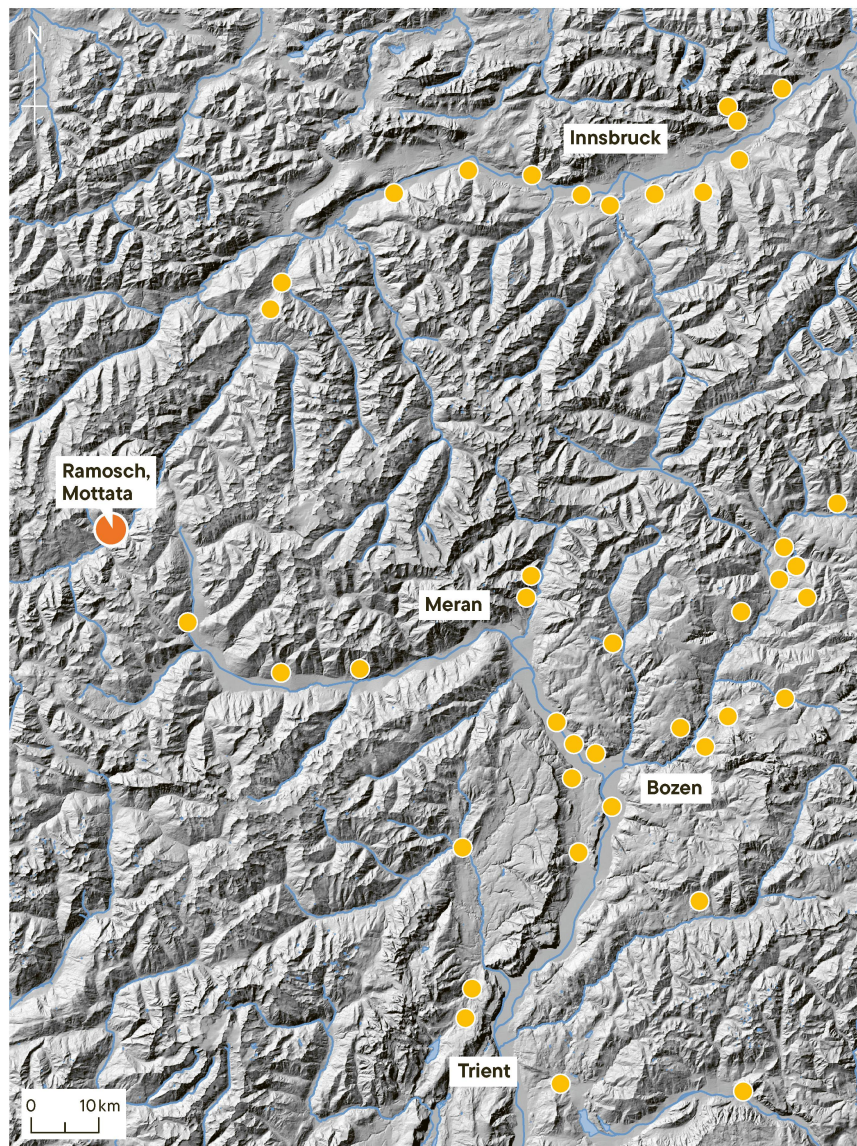 N
Innsbruck
Ramosch,
Mottata
Meran
Bozen
Trient
0 10 km